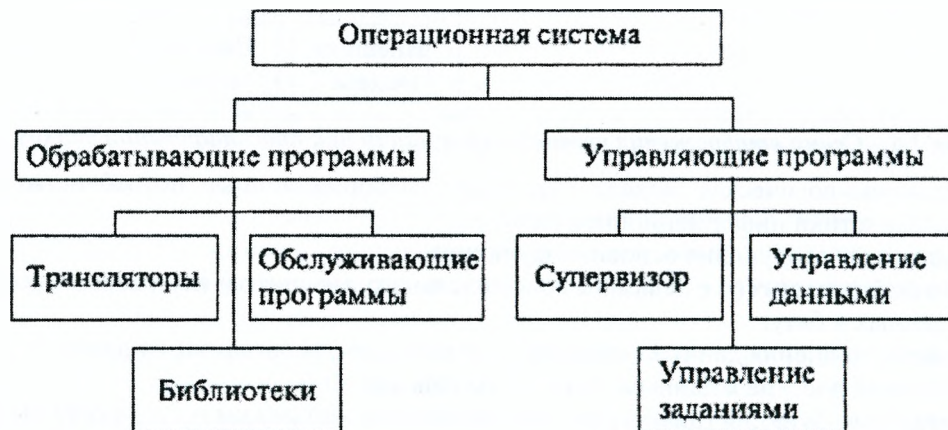 Операционная система
Обрабатывающие программы
Управляющие программы
Трансляторы
Обслуживающие
программы
Супервизор
Управление
данными
Библиотеки
Управление
заданиями